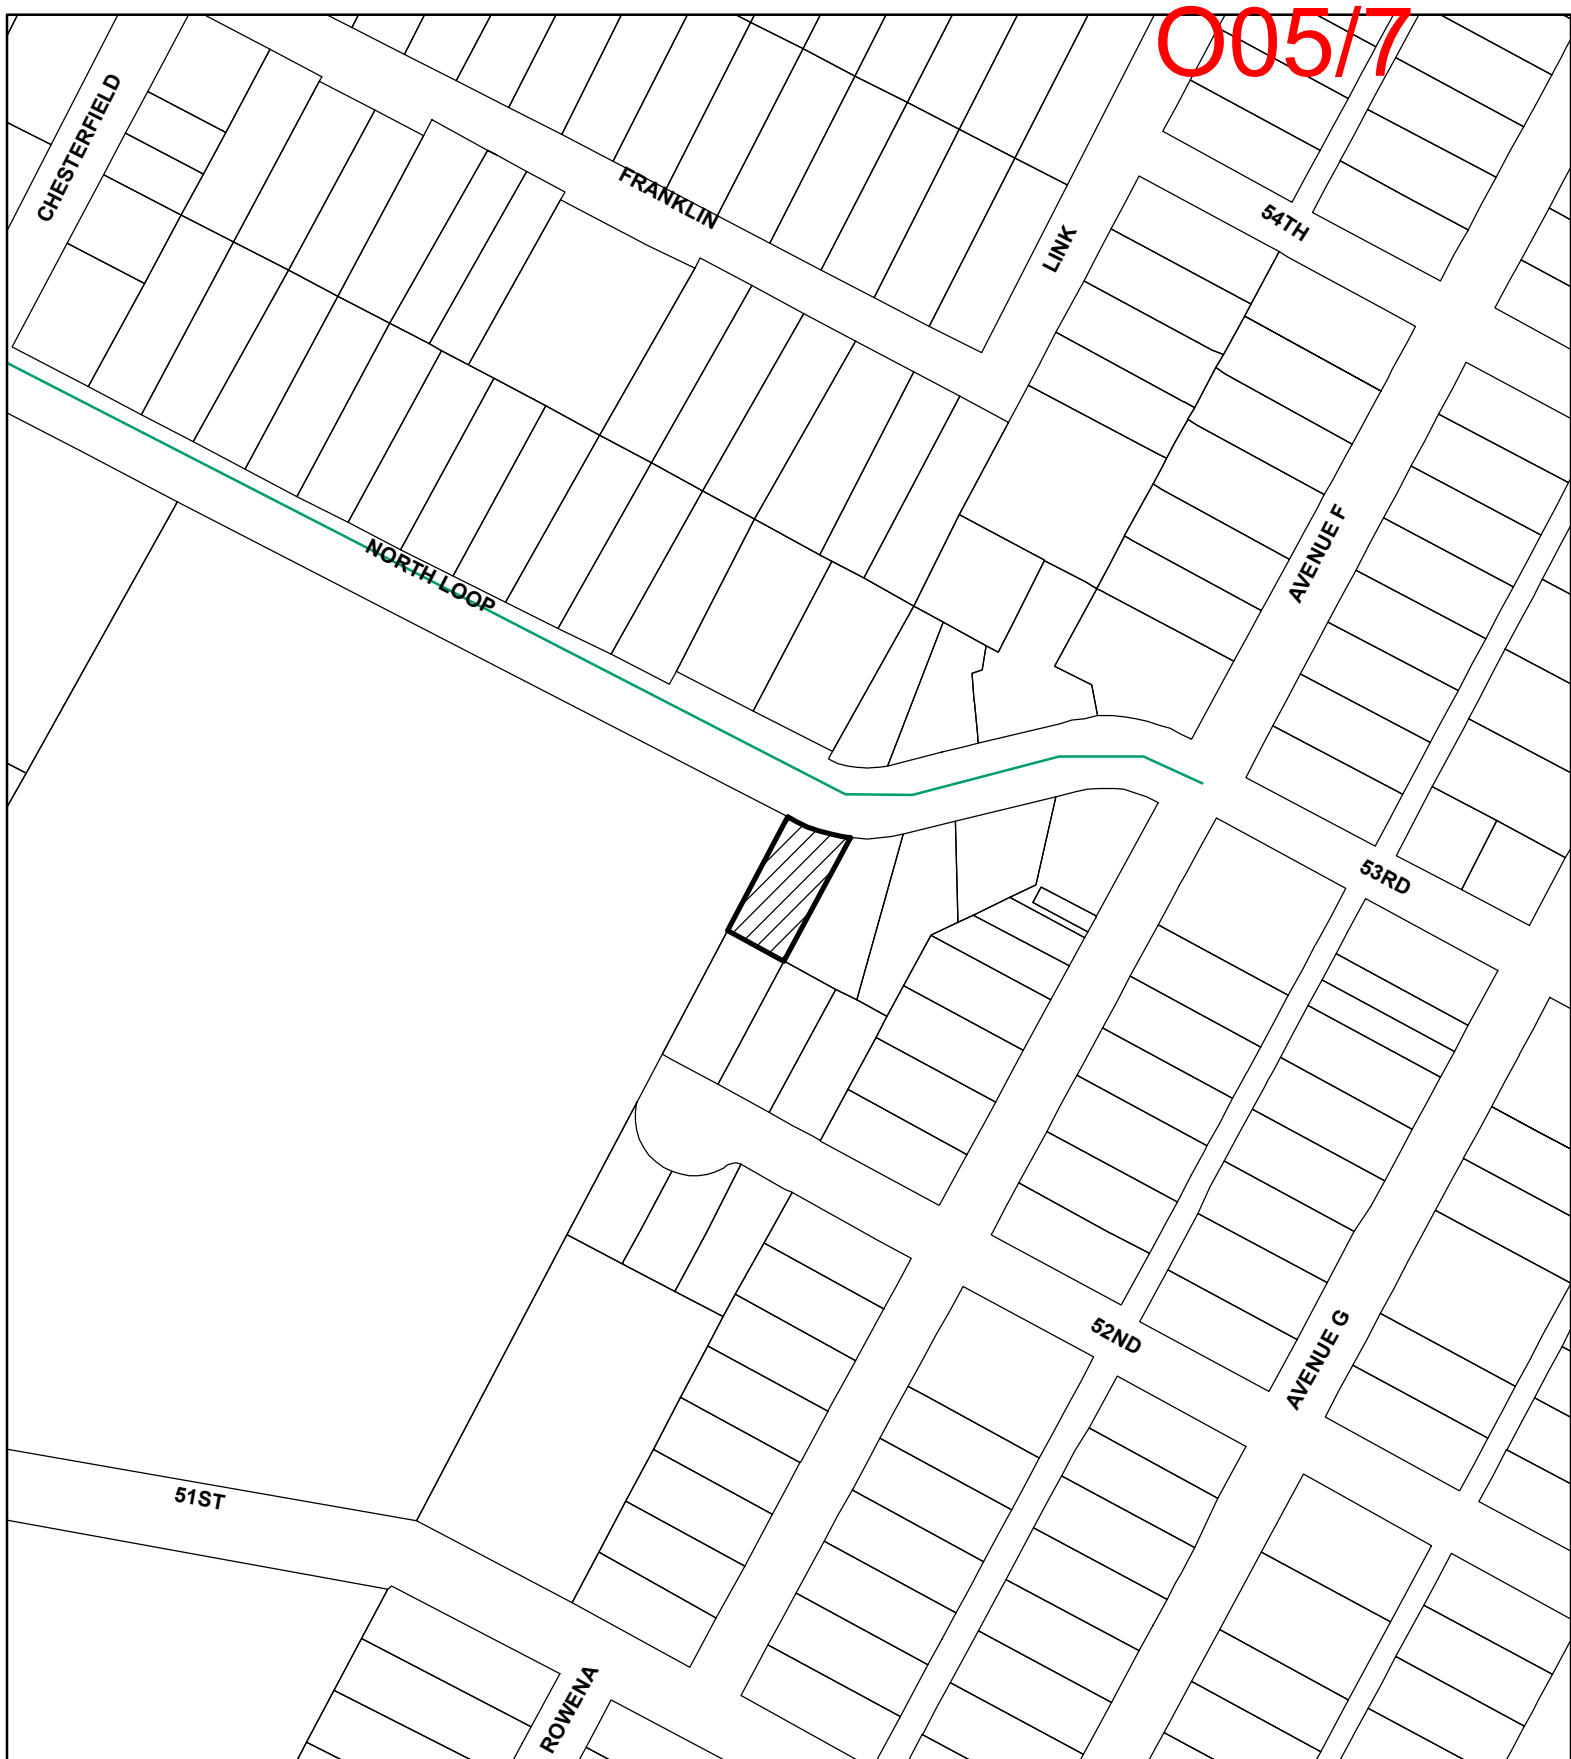 O05/7
CHESTERFIELD
FRANKLIN
54TH
LINK
AVENUE F
NORTH LOOP
53RD
52ND
AVENUE G
51ST
ROWENA